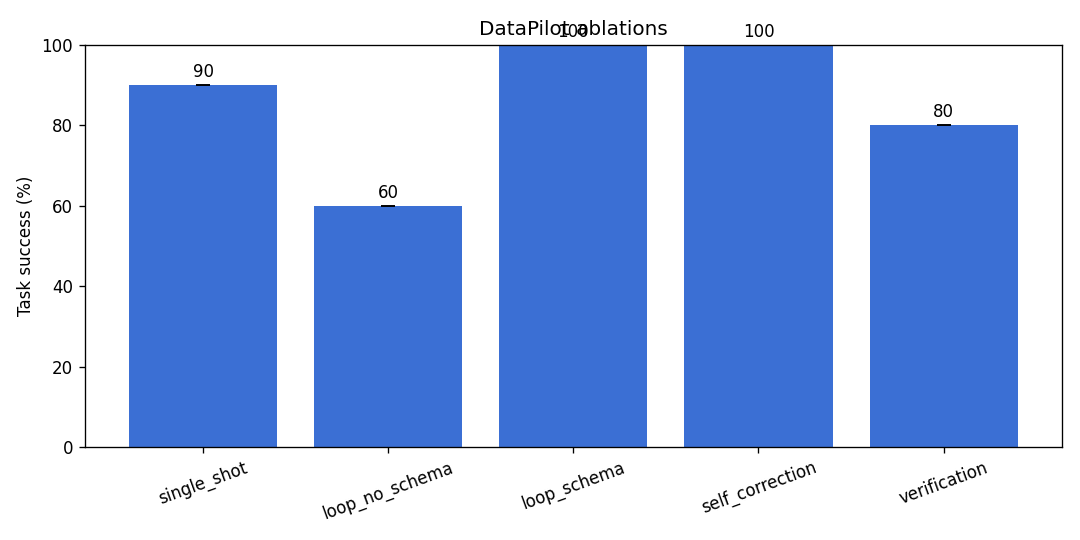 DataPilot ablations
100
100
90
80
60
Task success (%)
100
80
60
40
20
0
single_shot
loop_no_schema
loop_schema
self_correction
verification